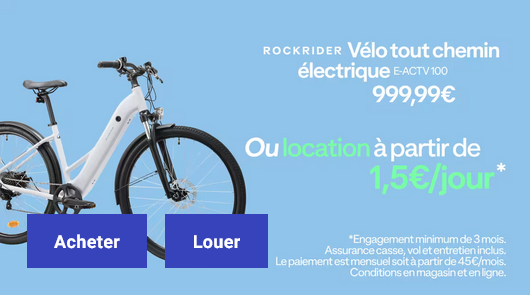 ROCKRIDER Vélo tout chemin
électrique E-ACTV 100
999,99€
Ou location à partir de
1,5€/jour*
Acheter
Louer
*Engagement minimum de 3 mois.
Assurance casse, vol et entretien inclus.
Le paiement est mensuel soit à partir de 45€/mois.
Conditions en magasin et en ligne.